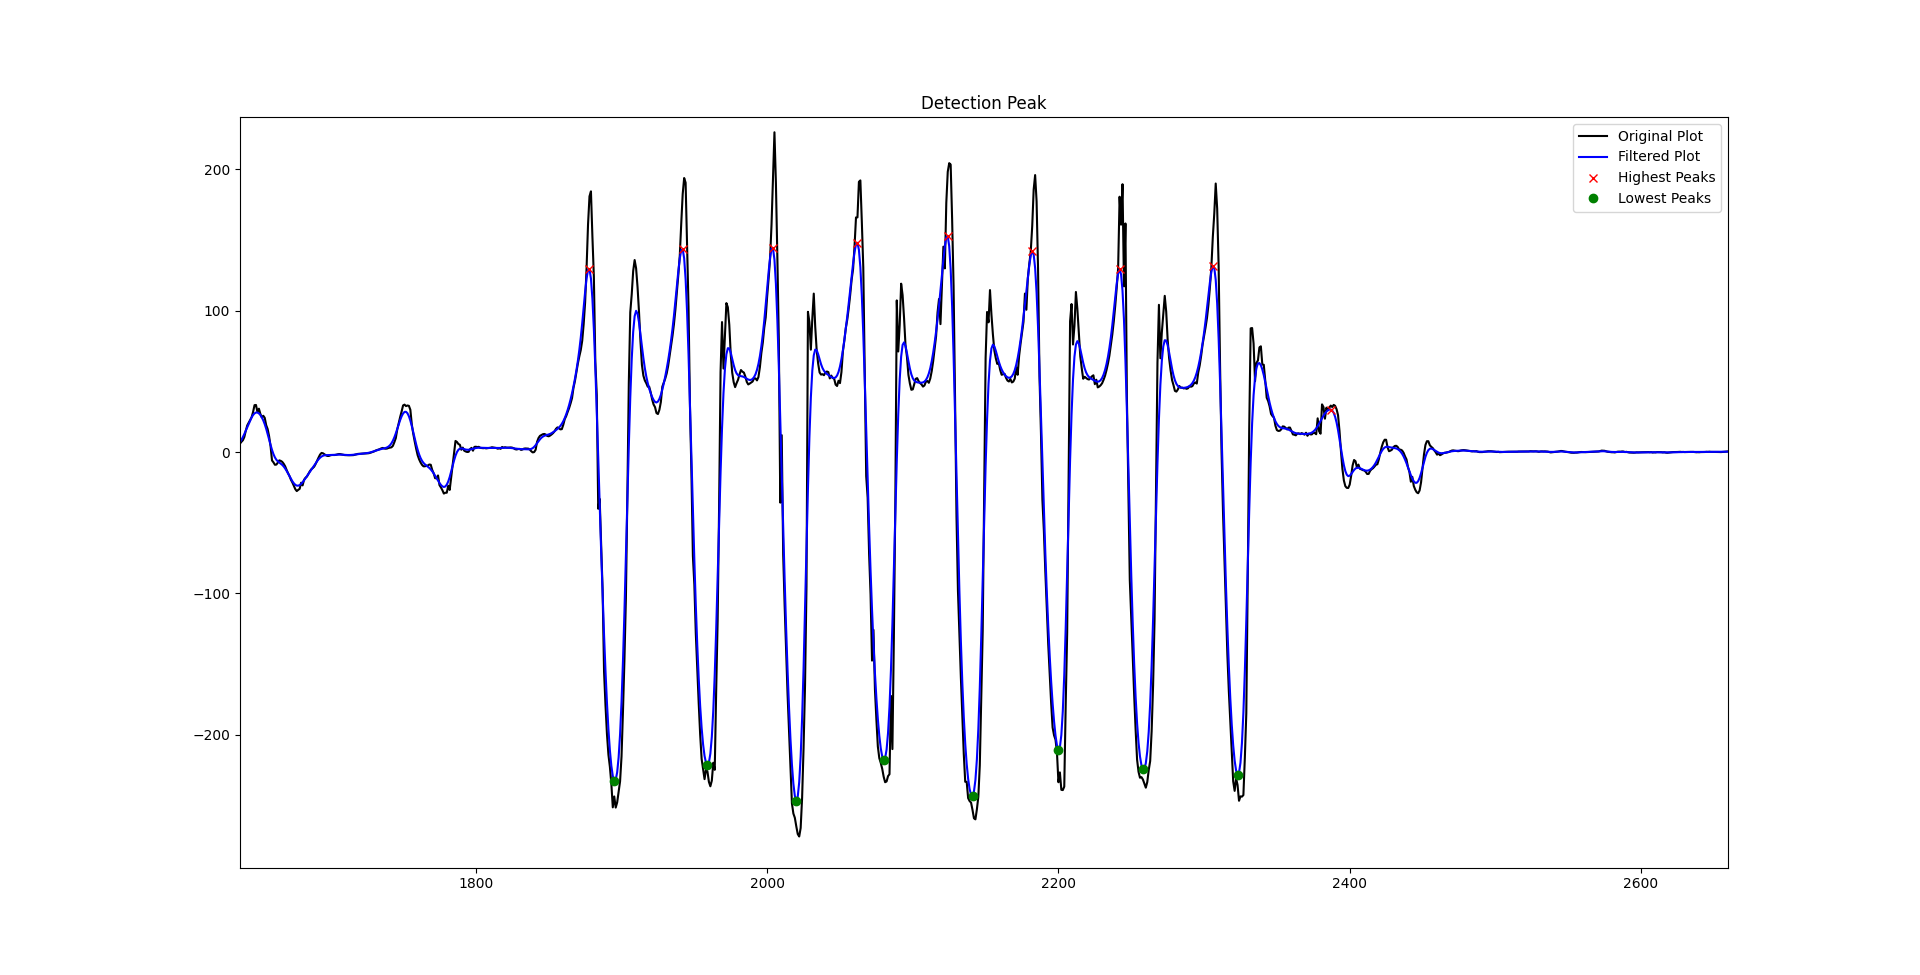 Detection Peak
Original Plot
Filtered Plot
Highest Peaks
Lowest Peaks
200
100
0
−100
−200
1800
2000
2200
2400
2600